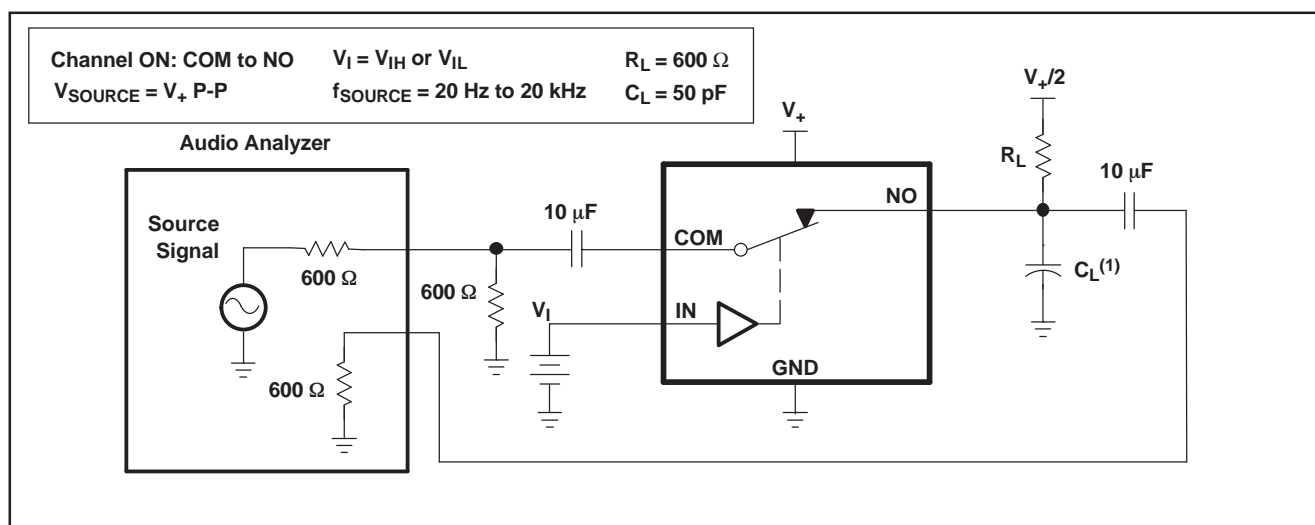 Channel ON: COM to NO
V_I = V_IH or V_IL
R_L = 600 Ω
V_SOURCE = V_+ P-P
f_SOURCE = 20 Hz to 20 kHz
C_L = 50 pF
Audio Analyzer
V_+/2
V_+
R_L
10 μF
NO
Source
Signal
10 μF
COM
600 Ω
600 Ω
C_L^(1)
V_I
IN
600 Ω
GND